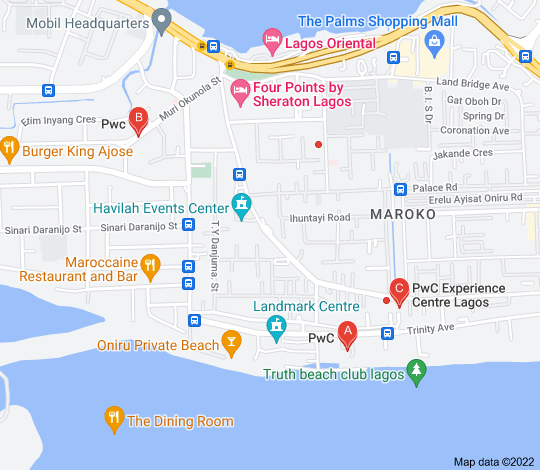 Mobil Headquarters
The Palms Shopping Mall
Lagos Oriental
Four Points by
Sheraton Lagos
Land Bridge Ave
Muri Okunola St
B. I. S Dr
Gat Oboh Dr
Spring Dr
Coronation Ave
Etim Inyang Cres
B
Pwc
Burger King Ajose
Jakande Cres
Palace Rd
Erelu Ayisat Oniru Rd
Havilah Events Center
Ihuntayi Road
MAROKO
Sinari Daranijo St
Sinari Daranijo St
T.Y Danjuma. St
Maroccaine
Restaurant and Bar
C
PwC Experience
Centre Lagos
Landmark Centre
Trinity Ave
A
PwC
Oniru Private Beach
Truth beach club lagos
The Dining Room
Map data ©2022